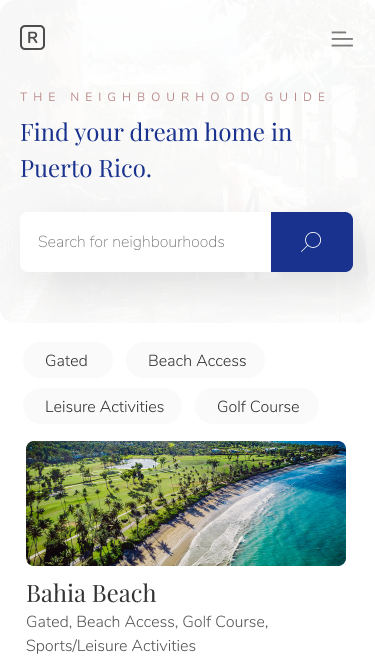 R
THE NEIGHBOURHOOD GUIDE
Find your dream home in
Puerto Rico.
Search for neighbourhoods
Gated
Beach Access
Leisure Activities
Golf Course
Bahia Beach
Gated, Beach Access, Golf Course,
Sports/Leisure Activities